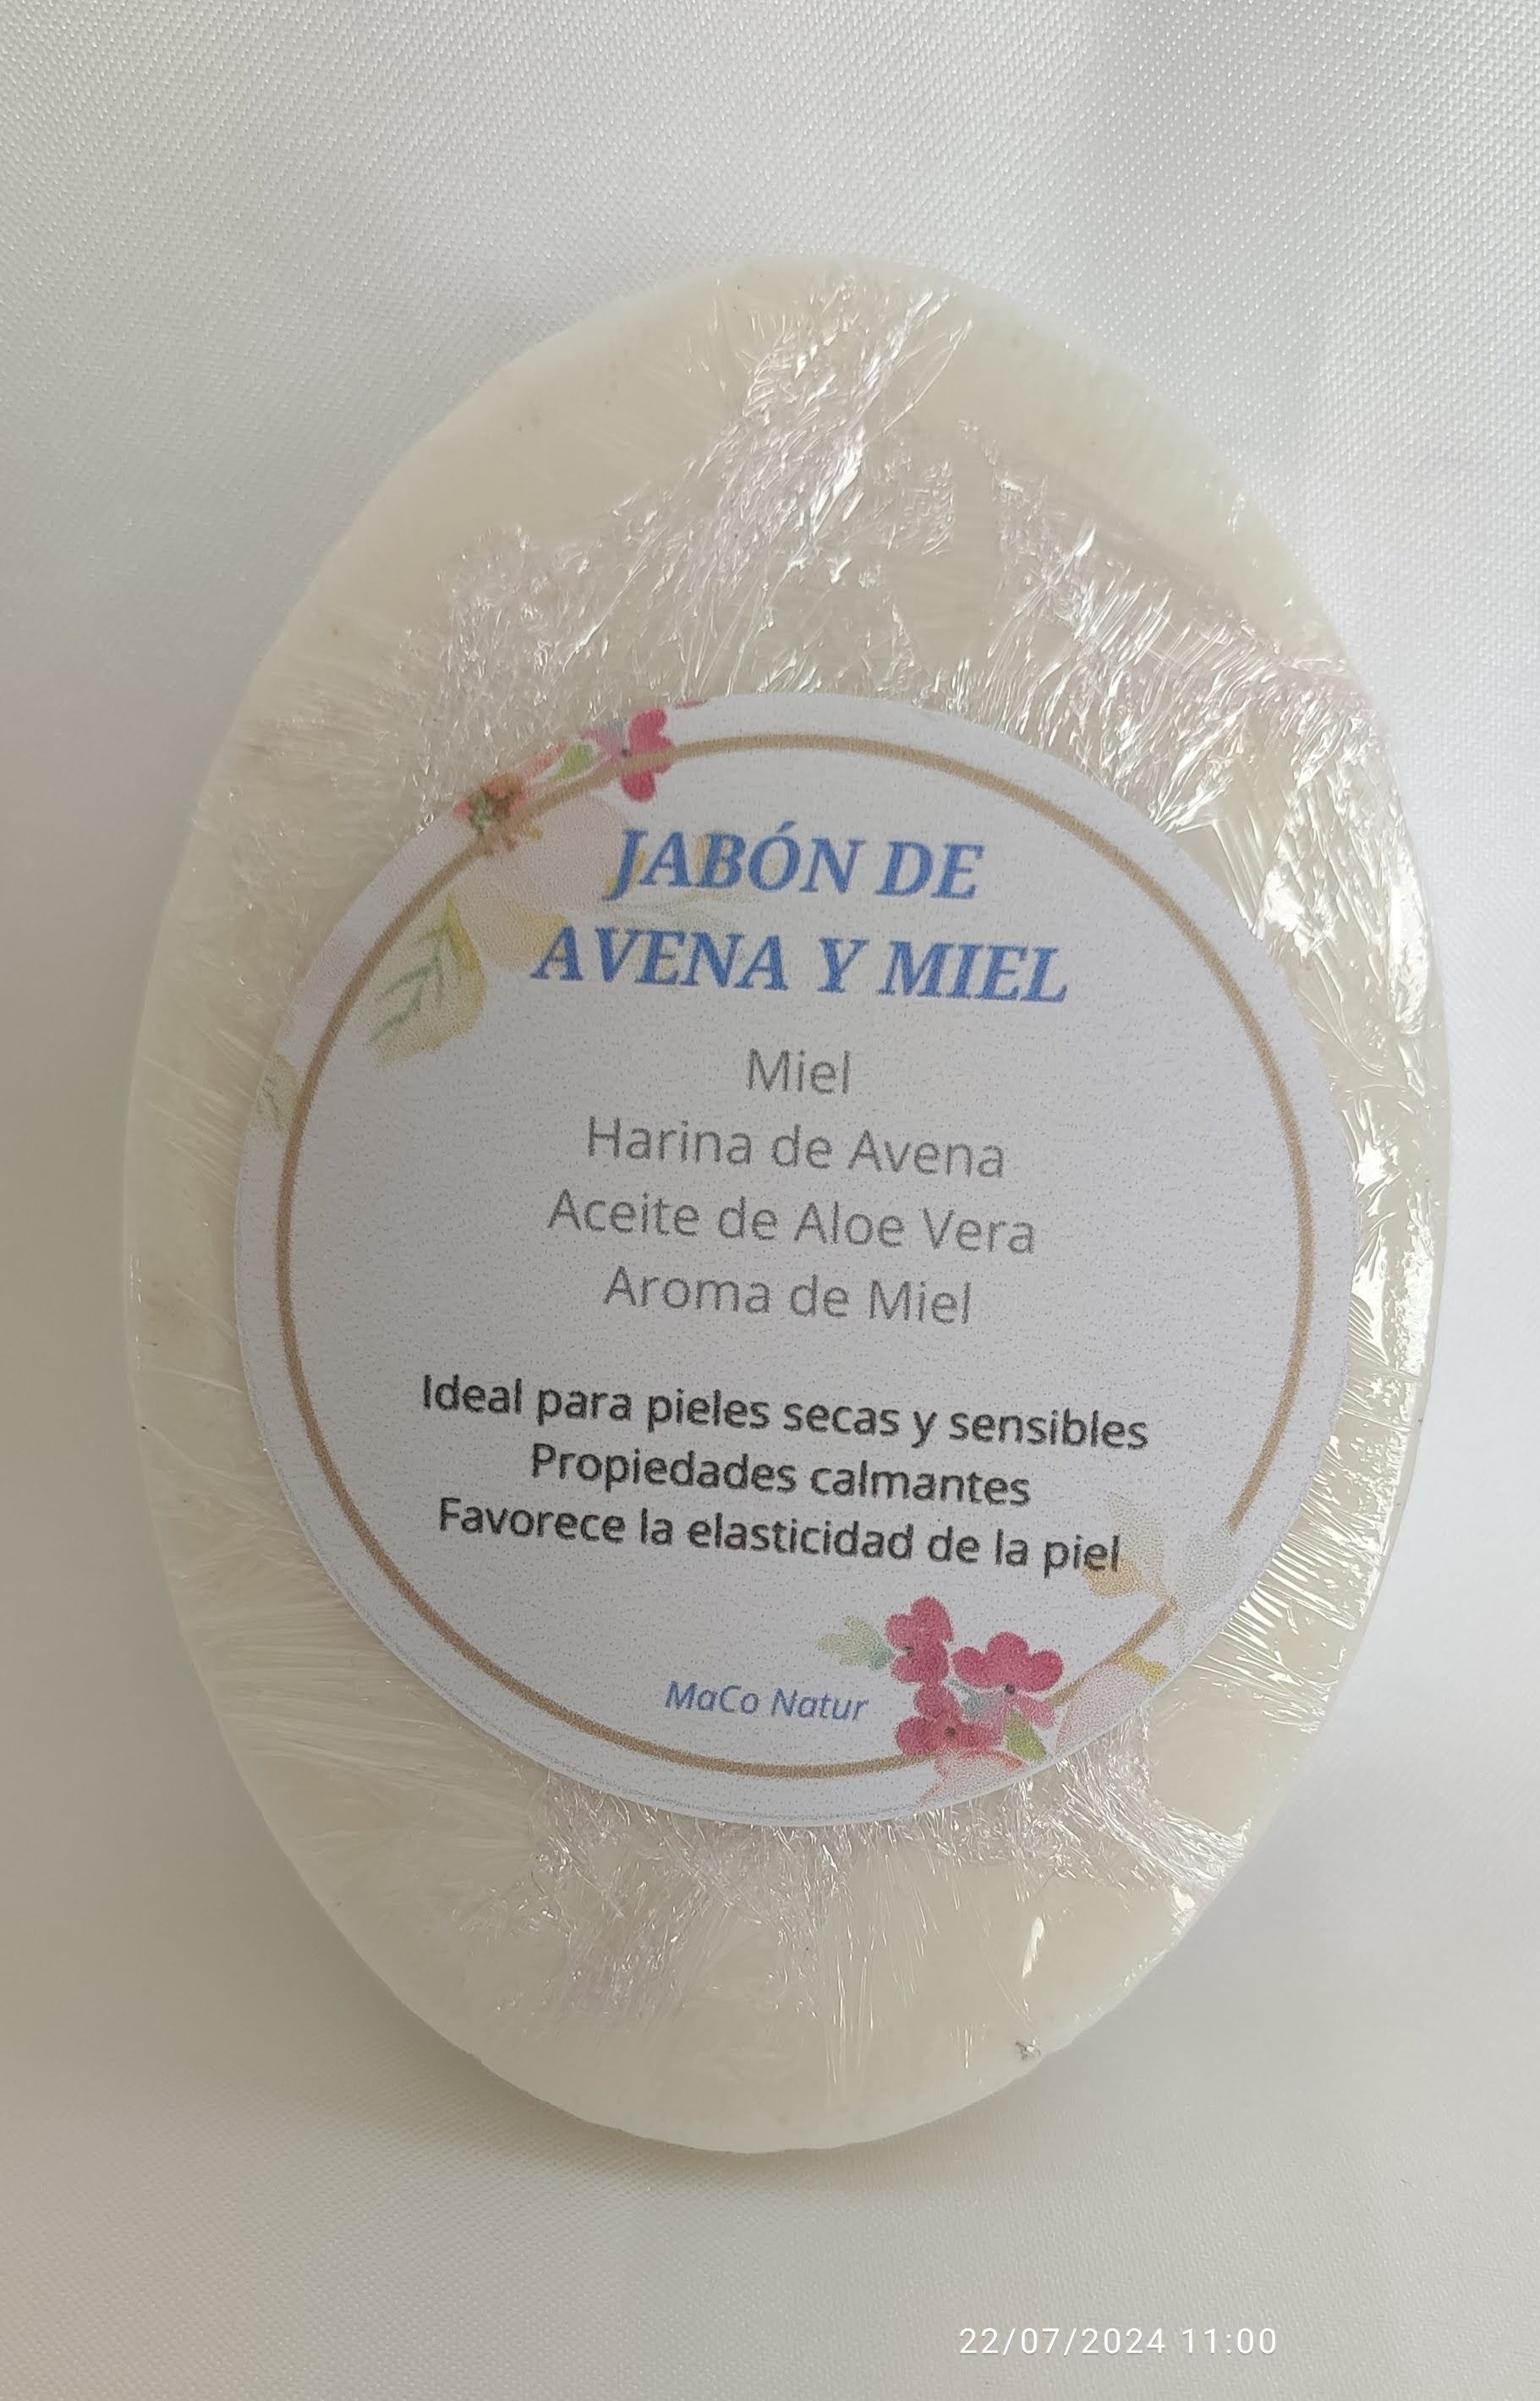 JABÓN DE
AVENA Y MIEL
Miel
Harina de Avena
Aceite de Aloe Vera
Aroma de Miel
Ideal para pieles secas y sensibles
Propiedades calmantes
Favorece la elasticidad de la piel
MaCo Natur
22/07/2024 11:00